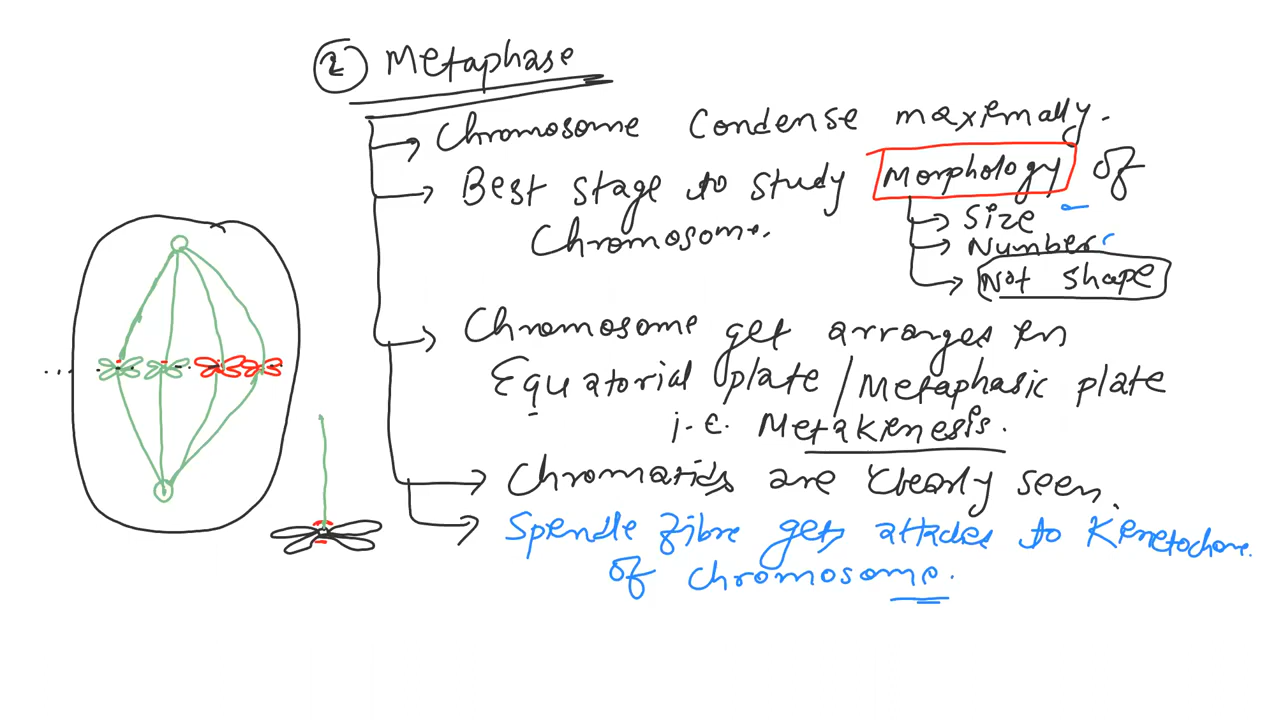 ② Metaphase
Chromosome Condense maximally.
Best stage to study Morphology of
Chromosome.
Size
Number
Not shape
Chromosome get arranges in
Equatorial plate / Metaphasic plate
i.e. Metakinesis.
Chromatids are clearly seen.
Spindle fibre gets attaches to Kinetochore
of chromosome.